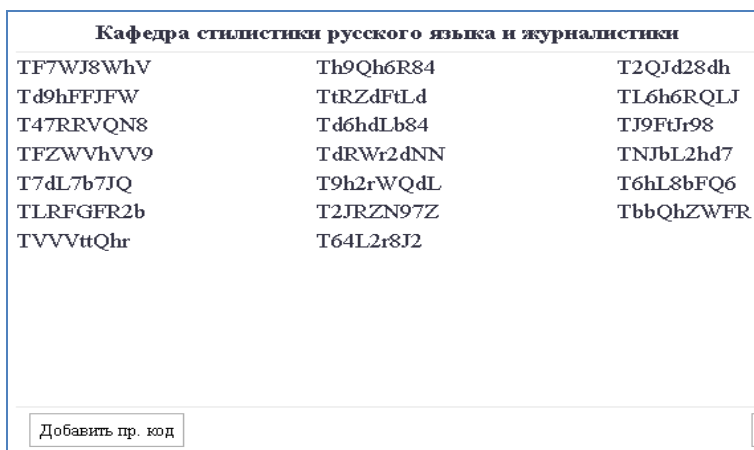 Кафедра стилистики русского языка и журналистики
TF7WJ8WhV Th9Qh6R84 T2QJd28dh
Td9hFFJFW TtRZdFtLd TL6h6RQLJ
T47RRVQN8 Td6hdLb84 TJ9FtJr98
TFZWVhVV9 TdRWr2dNN TNJbL2hd7
T7dL7b7JQ T9h2rWQdL T6hL8bFQ6
TLRFGFR2b T2JRZN97Z TbbQhZWFR
TVVVttQhr T64L2r8J2
Добавить пр. код